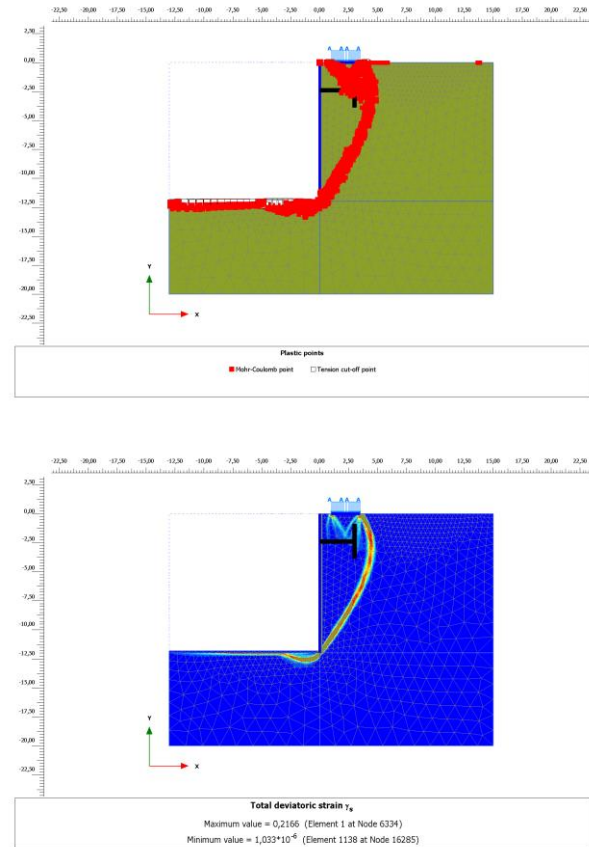 -22,50 -20,00 -17,50 -15,00 -12,50 -10,00 -7,50 -5,00 -2,50 0,00 2,50 5,00 7,50 10,00 12,50 15,00 17,50 20,00 22,50
2,50
A A A A
0,00
-2,50
-5,00
-7,50
-10,00
-12,50
-15,00
-17,50
Y
-20,00
X
-22,50
Plastic points
Mohr-Coulomb point Tension cut-off point
-22,50 -20,00 -17,50 -15,00 -12,50 -10,00 -7,50 -5,00 -2,50 0,00 2,50 5,00 7,50 10,00 12,50 15,00 17,50 20,00 22,50
2,50
A A A A
0,00
-2,50
-5,00
-7,50
-10,00
-12,50
-15,00
-17,50
Y
-20,00
X
-22,50
Total deviatoric strain γs
Maximum value = 0,2166 (Element 1 at Node 6334)
Minimum value = 1,033*10-6 (Element 1138 at Node 16285)